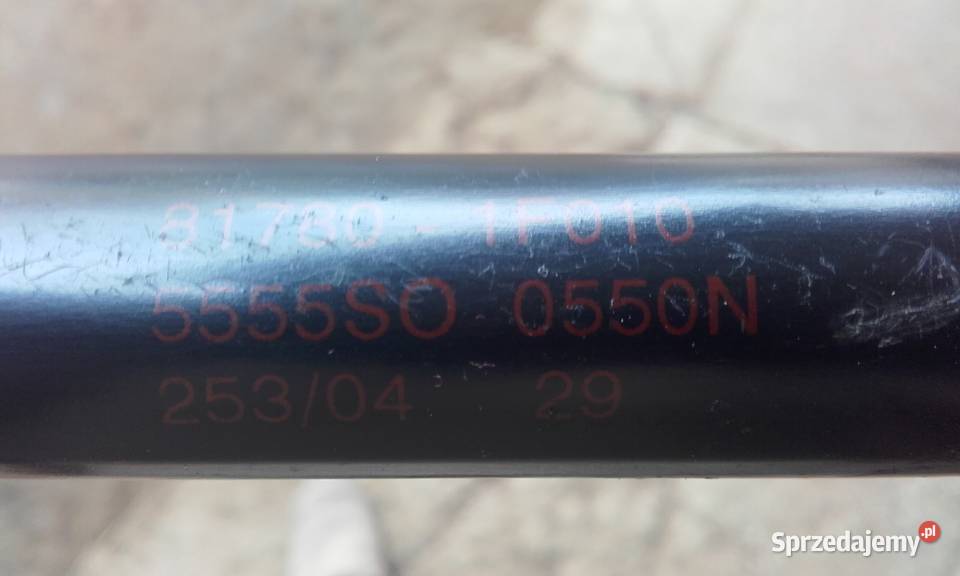 81780-1F010
5555SO 0550N
253/04 29
Sprzedajemy.pl